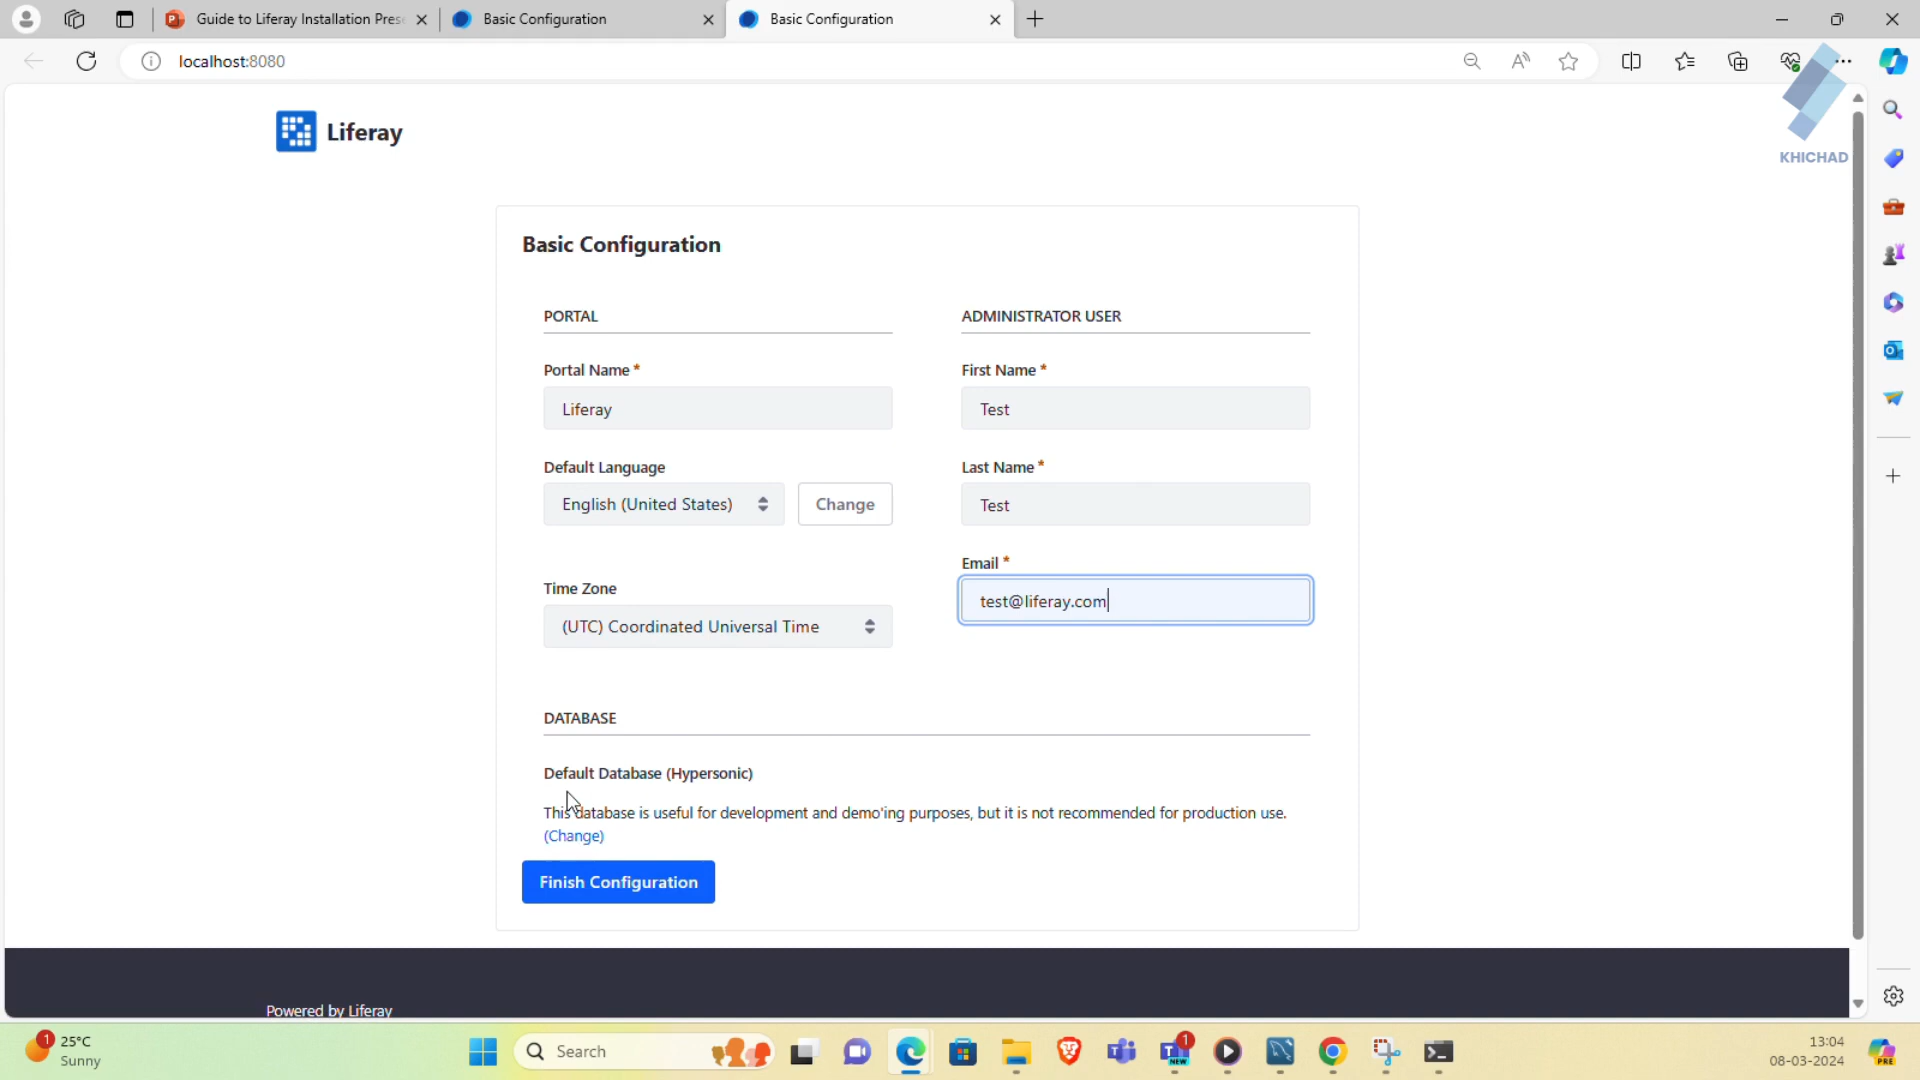 Guide to Liferay Installation Pres
Basic Configuration
Basic Configuration
localhost:8080
KHICHAD
Liferay
Basic Configuration
PORTAL
ADMINISTRATOR USER
Portal Name *
First Name *
Liferay
Test
Default Language
Last Name *
English (United States)
Change
Test
Email *
Time Zone
test@liferay.com
(UTC) Coordinated Universal Time
DATABASE
Default Database (Hypersonic)
This database is useful for development and demo'ing purposes, but it is not recommended for production use.
(Change)
Finish Configuration
Powered by Liferay
1
25°C
Sunny
Search
1
NEW
13:04
08-03-2024
PRE